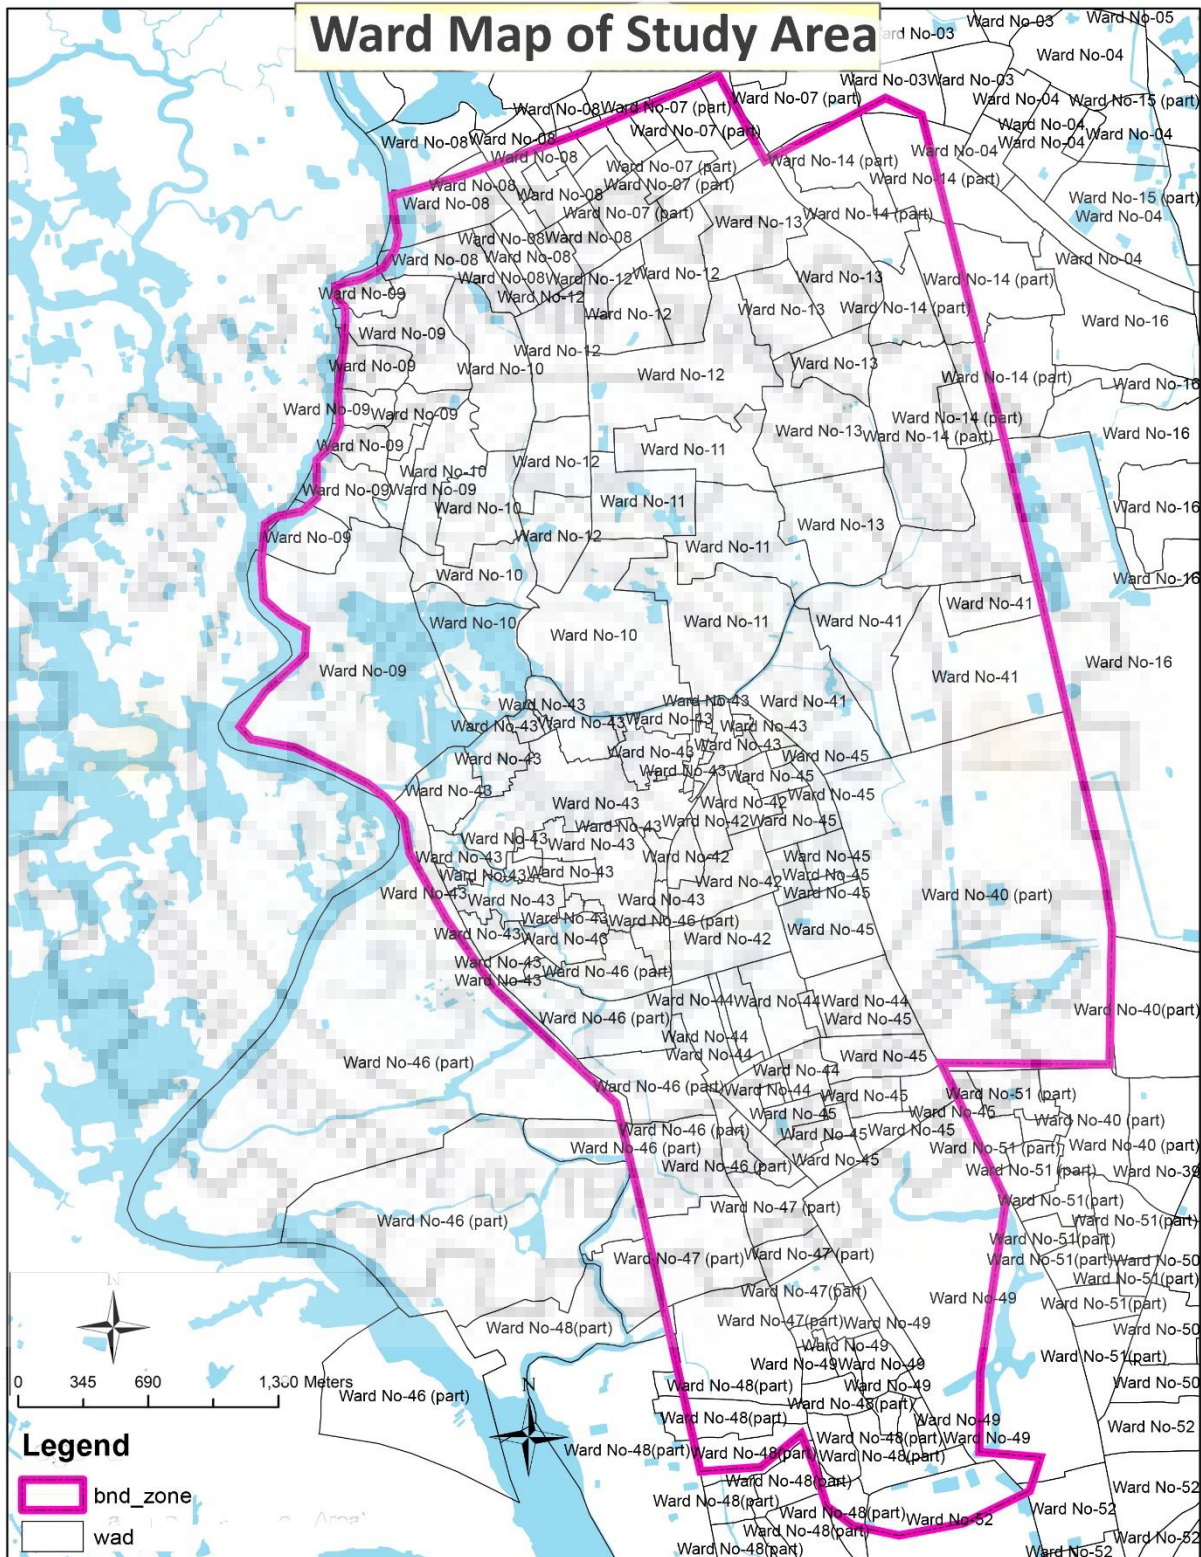 Ward Map of Study Area
Ward No-03
Ward No-05
Ward No-04
Ward No-03Ward No-03
Ward No-07 (part)
Ward No-04
Ward No-15 (part)
Ward No-08
Ward No-07 (part)
Ward No-04
Ward No-04
Ward No-08
Ward No-08
Ward No-07 (part)
Ward No-04
Ward No-04
Ward No-08
Ward No-07 (part)
Ward No-14 (part)
Ward No-14 (part)
Ward No-08
Ward No-08
Ward No-07 (part)
Ward No-15 (part)
Ward No-08
Ward No-07 (part)
Ward No-13
Ward No-14 (part)
Ward No-04
Ward No-08
Ward No-08
Ward No-08
Ward No-08
Ward No-04
Ward No-08
Ward No-12
Ward No-12
Ward No-13
Ward No-14 (part)
Ward No-09
Ward No-12
Ward No-12
Ward No-13
Ward No-14 (part)
Ward No-16
Ward No-09
Ward No-12
Ward No-09
Ward No-10
Ward No-12
Ward No-13
Ward No-14 (part)
Ward No-16
Ward No-09
Ward No-09
Ward No-14 (part)
Ward No-09
Ward No-11
Ward No-13
Ward No-14 (part)
Ward No-16
Ward No-10
Ward No-12
Ward No-09
Ward No-09
Ward No-10
Ward No-11
Ward No-16
Ward No-09
Ward No-12
Ward No-11
Ward No-13
Ward No-10
Ward No-16
Ward No-10
Ward No-10
Ward No-11
Ward No-41
Ward No-41
Ward No-09
Ward No-41
Ward No-16
Ward No-43
Ward No-43
Ward No-41
Ward No-43
Ward No-43
Ward No-43
Ward No-43
Ward No-43
Ward No-43
Ward No-43
Ward No-45
Ward No-43
Ward No-43
Ward No-45
Ward No-43
Ward No-42
Ward No-45
Ward No-43
Ward No-42
Ward No-45
Ward No-43
Ward No-43
Ward No-43
Ward No-42
Ward No-45
Ward No-43
Ward No-43
Ward No-42
Ward No-45
Ward No-43
Ward No-43
Ward No-43
Ward No-45
Ward No-40 (part)
Ward No-43
Ward No-46 (part)
Ward No-43
Ward No-43
Ward No-42
Ward No-45
Ward No-43
Ward No-43
Ward No-46 (part)
Ward No-44
Ward No-44
Ward No-44
Ward No-40(part)
Ward No-46 (part)
Ward No-45
Ward No-44
Ward No-46 (part)
Ward No-44
Ward No-45
Ward No-44
Ward No-46 (part)
Ward No-44
Ward No-45
Ward No-51 (part)
Ward No-45
Ward No-45
Ward No-40 (part)
Ward No-46 (part)
Ward No-45
Ward No-45
Ward No-46 (part)
Ward No-51 (part)
Ward No-40 (part)
Ward No-46 (part)
Ward No-45
Ward No-51 (part)
Ward No-39
Ward No-47 (part)
Ward No-51(part)
Ward No-46 (part)
Ward No-51(part)
Ward No-51(part)
Ward No-47 (part)
Ward No-47 (part)
Ward No-51(part)
Ward No-50
Ward No-51(part)
Ward No-47(part)
Ward No-49
Ward No-51(part)
Ward No-48(part)
Ward No-47(part)
Ward No-49
Ward No-50
Ward No-49
Ward No-51(part)
Ward No-49
Ward No-49
Ward No-46 (part)
Ward No-48(part)
Ward No-49
Ward No-50
Ward No-48(part)
Ward No-48(part)
Ward No-49
Ward No-52
Ward No-48(part)
Ward No-49
Ward No-48(part)
Ward No-48(part)
Ward No-48(part)
Ward No-48(part)
Ward No-52
Ward No-48(part)
Ward No-48(part)
Ward No-52
Ward No-52
Ward No-48(part)
Ward No-52
Ward No-48(part)
Ward No-52
N
0 345 690 1,380 Meters
N
Legend
bnd_zone
wad